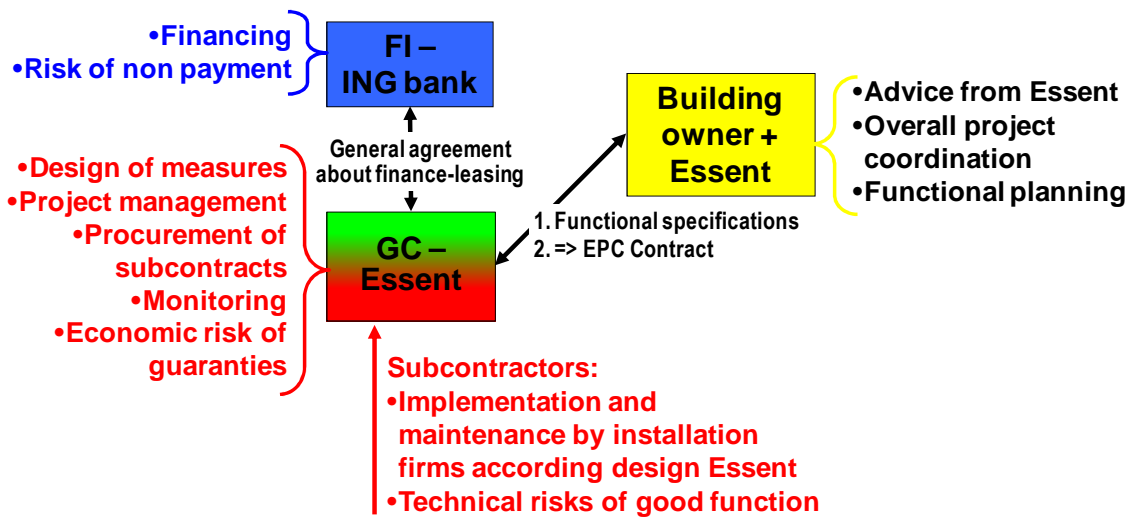 •Financing
•Risk of non payment
FI –
ING bank
Building
owner +
Essent
•Advice from Essent
•Overall project
coordination
•Functional planning
General agreement
about finance-leasing
•Design of measures
•Project management
•Procurement of
subcontracts
•Monitoring
•Economic risk of
guaranties
GC –
Essent
1. Functional specifications
2. => EPC Contract
Subcontractors:
•Implementation and
maintenance by installation
firms according design Essent
•Technical risks of good function